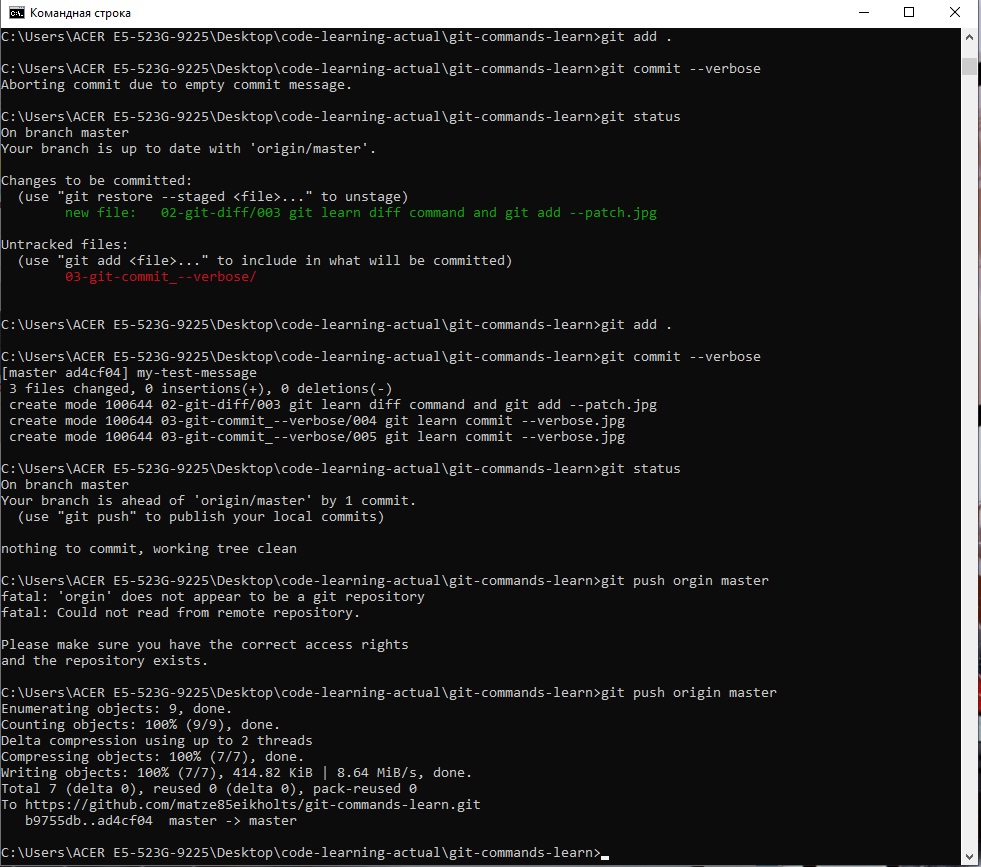 Командная строка
C:\Users\ACER E5-523G-9225\Desktop\code-learning-actual\git-commands-learn>git add .
C:\Users\ACER E5-523G-9225\Desktop\code-learning-actual\git-commands-learn>git commit --verbose
Aborting commit due to empty commit message.
C:\Users\ACER E5-523G-9225\Desktop\code-learning-actual\git-commands-learn>git status
On branch master
Your branch is up to date with 'origin/master'.
Changes to be committed:
  (use "git restore --staged <file>..." to unstage)
        new file:   02-git-diff/003 git learn diff command and git add --patch.jpg
Untracked files:
  (use "git add <file>..." to include in what will be committed)
        03-git-commit_--verbose/
C:\Users\ACER E5-523G-9225\Desktop\code-learning-actual\git-commands-learn>git add .
C:\Users\ACER E5-523G-9225\Desktop\code-learning-actual\git-commands-learn>git commit --verbose
[master ad4cf04] my-test-message
 3 files changed, 0 insertions(+), 0 deletions(-)
 create mode 100644 02-git-diff/003 git learn diff command and git add --patch.jpg
 create mode 100644 03-git-commit_--verbose/004 git learn commit --verbose.jpg
 create mode 100644 03-git-commit_--verbose/005 git learn commit --verbose.jpg
C:\Users\ACER E5-523G-9225\Desktop\code-learning-actual\git-commands-learn>git status
On branch master
Your branch is ahead of 'origin/master' by 1 commit.
  (use "git push" to publish your local commits)
nothing to commit, working tree clean
C:\Users\ACER E5-523G-9225\Desktop\code-learning-actual\git-commands-learn>git push orgin master
fatal: 'orgin' does not appear to be a git repository
fatal: Could not read from remote repository.
Please make sure you have the correct access rights
and the repository exists.
C:\Users\ACER E5-523G-9225\Desktop\code-learning-actual\git-commands-learn>git push origin master
Enumerating objects: 9, done.
Counting objects: 100% (9/9), done.
Delta compression using up to 2 threads
Compressing objects: 100% (7/7), done.
Writing objects: 100% (7/7), 414.82 KiB | 8.64 MiB/s, done.
Total 7 (delta 0), reused 0 (delta 0), pack-reused 0
To https://github.com/matze85eikholts/git-commands-learn.git
   b9755db..ad4cf04  master -> master
C:\Users\ACER E5-523G-9225\Desktop\code-learning-actual\git-commands-learn>